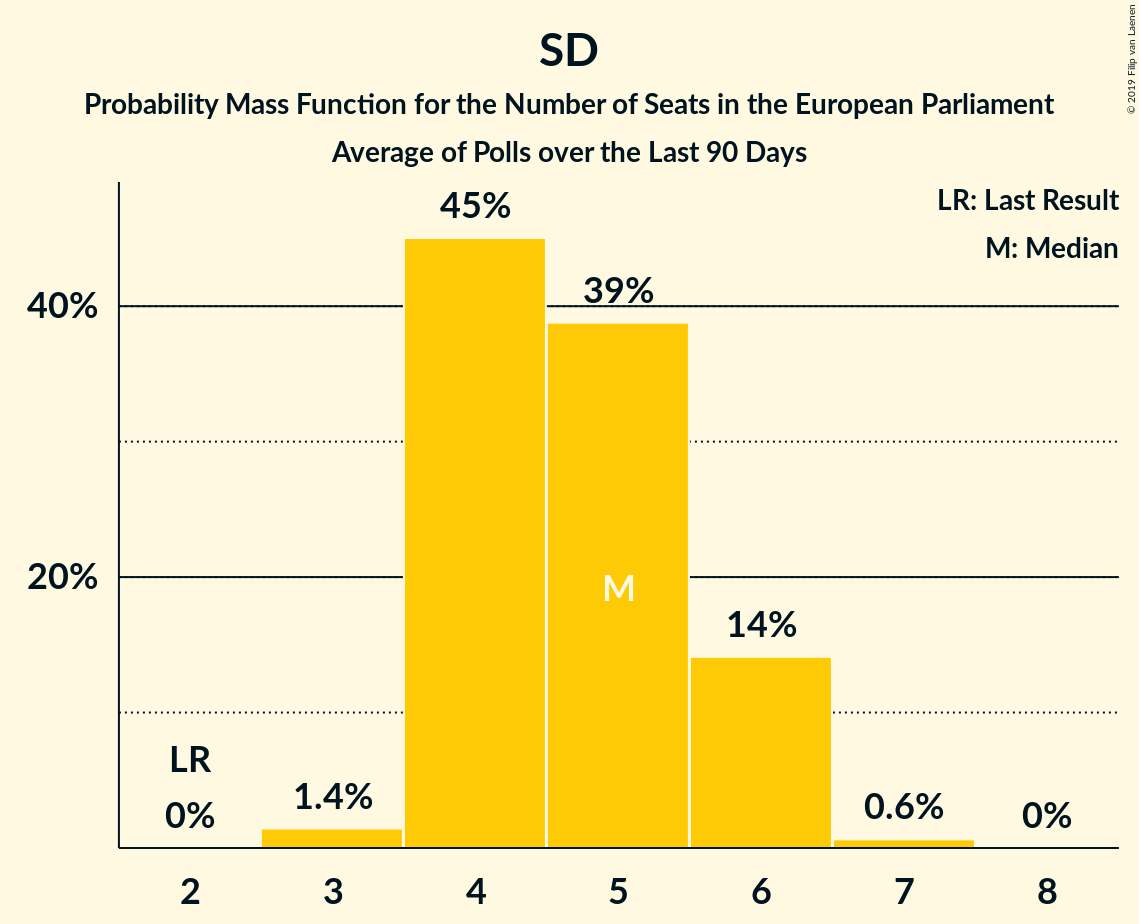 SD
Probability Mass Function for the Number of Seats in the European Parliament
Average of Polls over the Last 90 Days
© 2019 Filip van Laenen
LR: Last Result
M: Median
45%
39%
40%
20%
M
14%
LR
0%
1.4%
0.6%
0%
2 3 4 5 6 7 8